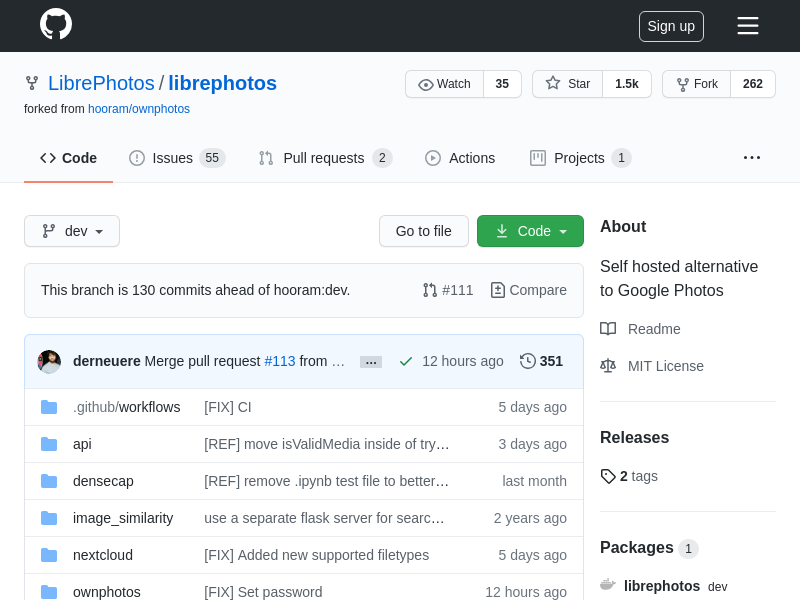 Sign up
LibrePhotos / librephotos
Watch 35 Star 1.5k Fork 262
forked from hooram/ownphotos
Code Issues 55 Pull requests 2 Actions Projects 1 ...
dev Go to file Code
This branch is 130 commits ahead of hooram:dev. #111 Compare
derneuere Merge pull request #113 from … … 12 hours ago 351
.github/workflows [FIX] CI 5 days ago
api [REF] move isValidMedia inside of try… 3 days ago
densecap [REF] remove .ipynb test file to better… last month
image_similarity use a separate flask server for searc… 2 years ago
nextcloud [FIX] Added new supported filetypes 5 days ago
ownphotos [FIX] Set password 12 hours ago
About
Self hosted alternative
to Google Photos
Readme
MIT License
Releases
2 tags
Packages 1
librephotos dev